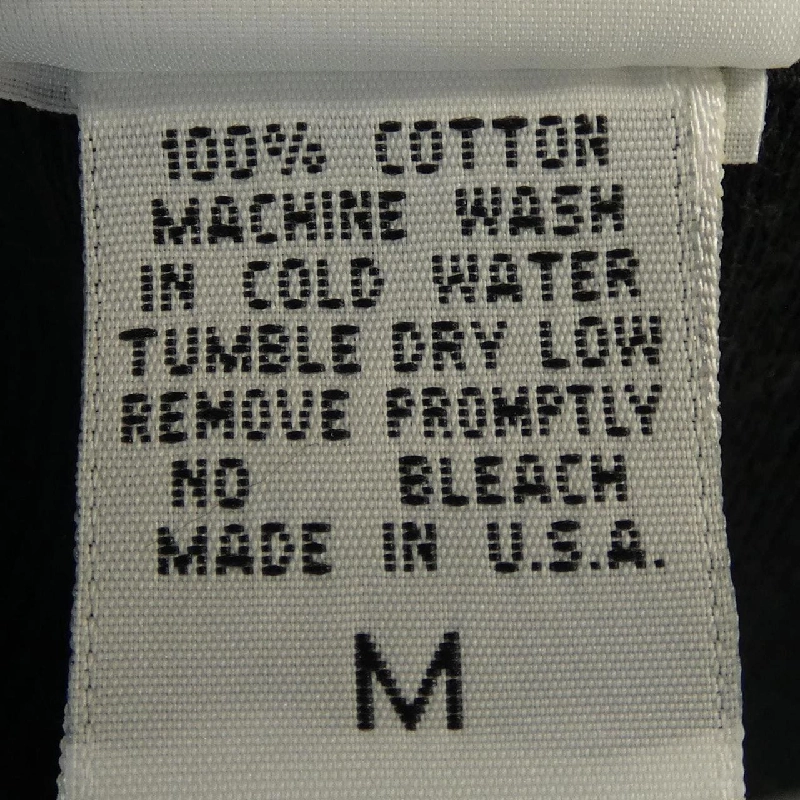 100% COTTON
MACHINE WASH
IN COLD WATER
TUMBLE DRY LOW
REMOVE PROMPTLY
NO BLEACH
MADE IN U.S.A.
M